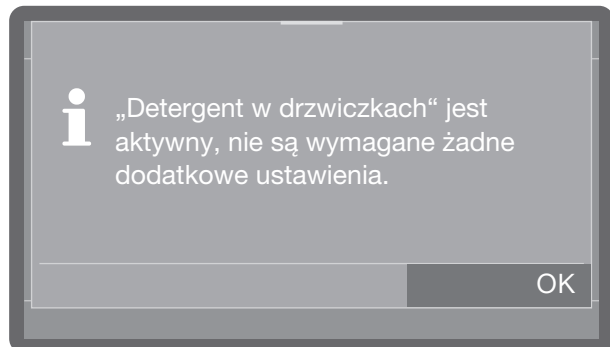 „Detergent w drzwiczkach“ jest
aktywny, nie są wymagane żadne
dodatkowe ustawienia.
OK